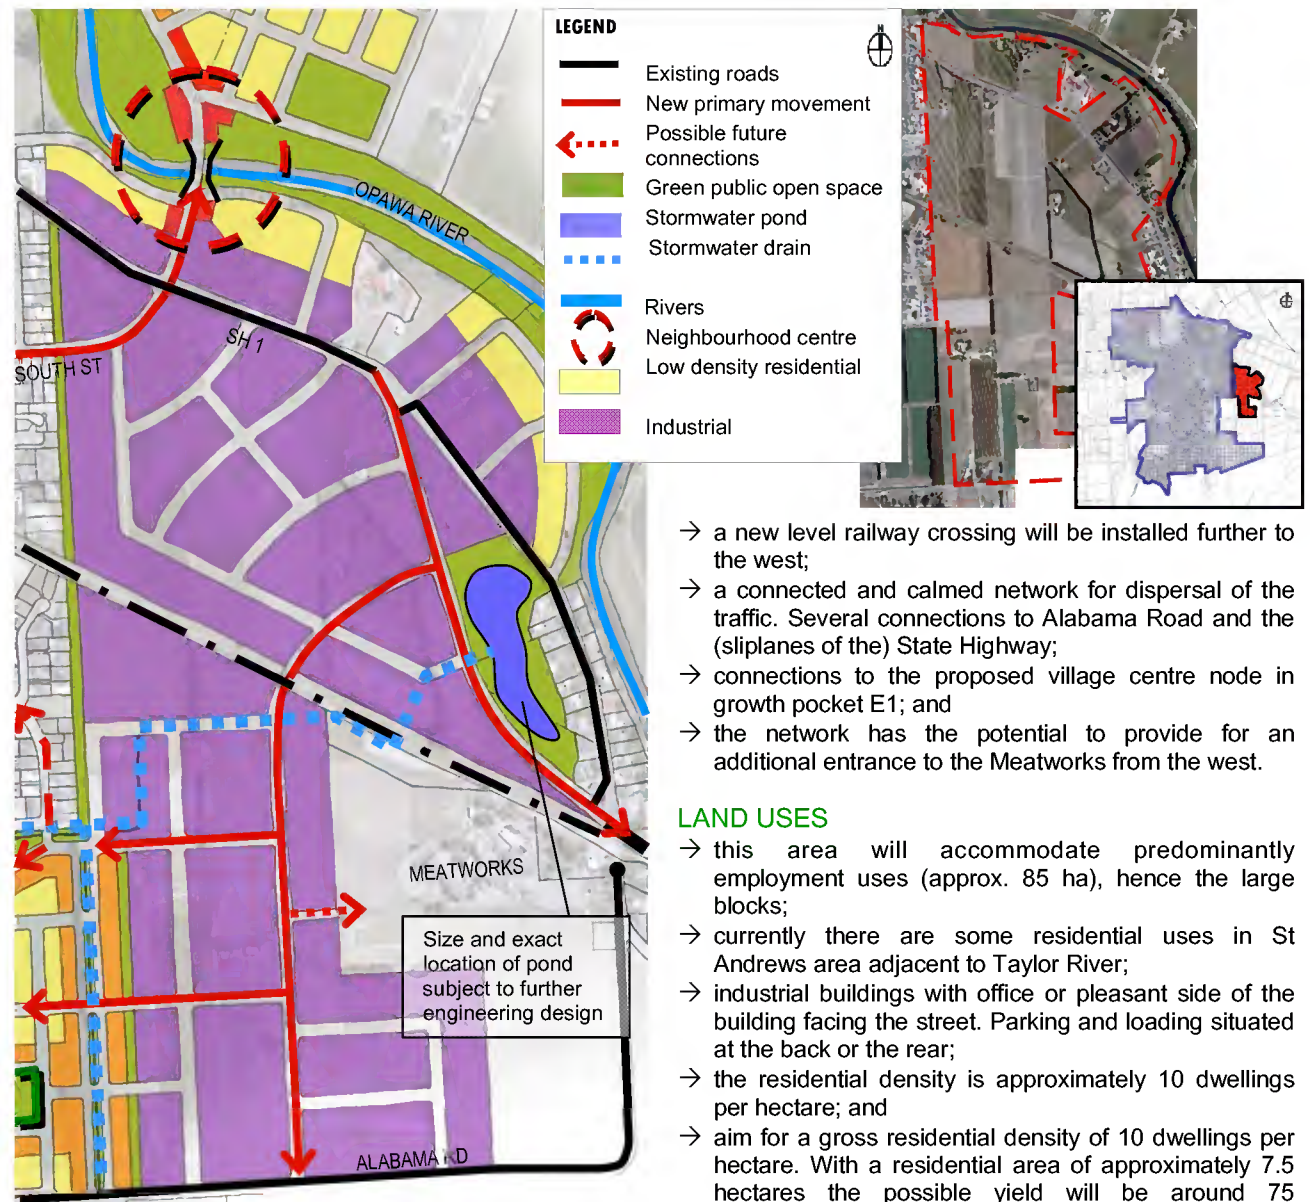 LEGEND
N
Existing roads
New primary movement
Possible future
connections
Green public open space
Stormwater pond
Stormwater drain
Rivers
Neighbourhood centre
Low density residential
Industrial
OPAWA RIVER
SH 1
SOUTH ST
MEATWORKS
Size and exact
location of pond
subject to further
engineering design
ALABAMA RD
→ a new level railway crossing will be installed further to
the west;
→ a connected and calmed network for dispersal of the
traffic. Several connections to Alabama Road and the
(sliplanes of the) State Highway;
→ connections to the proposed village centre node in
growth pocket E1; and
→ the network has the potential to provide for an
additional entrance to the Meatworks from the west.
LAND USES
→ this area will accommodate predominantly
employment uses (approx. 85 ha), hence the large
blocks;
→ currently there are some residential uses in St
Andrews area adjacent to Taylor River;
→ industrial buildings with office or pleasant side of the
building facing the street. Parking and loading situated
at the back or the rear;
→ the residential density is approximately 10 dwellings
per hectare; and
→ aim for a gross residential density of 10 dwellings per
hectare. With a residential area of approximately 7.5
hectares the possible yield will be around 75